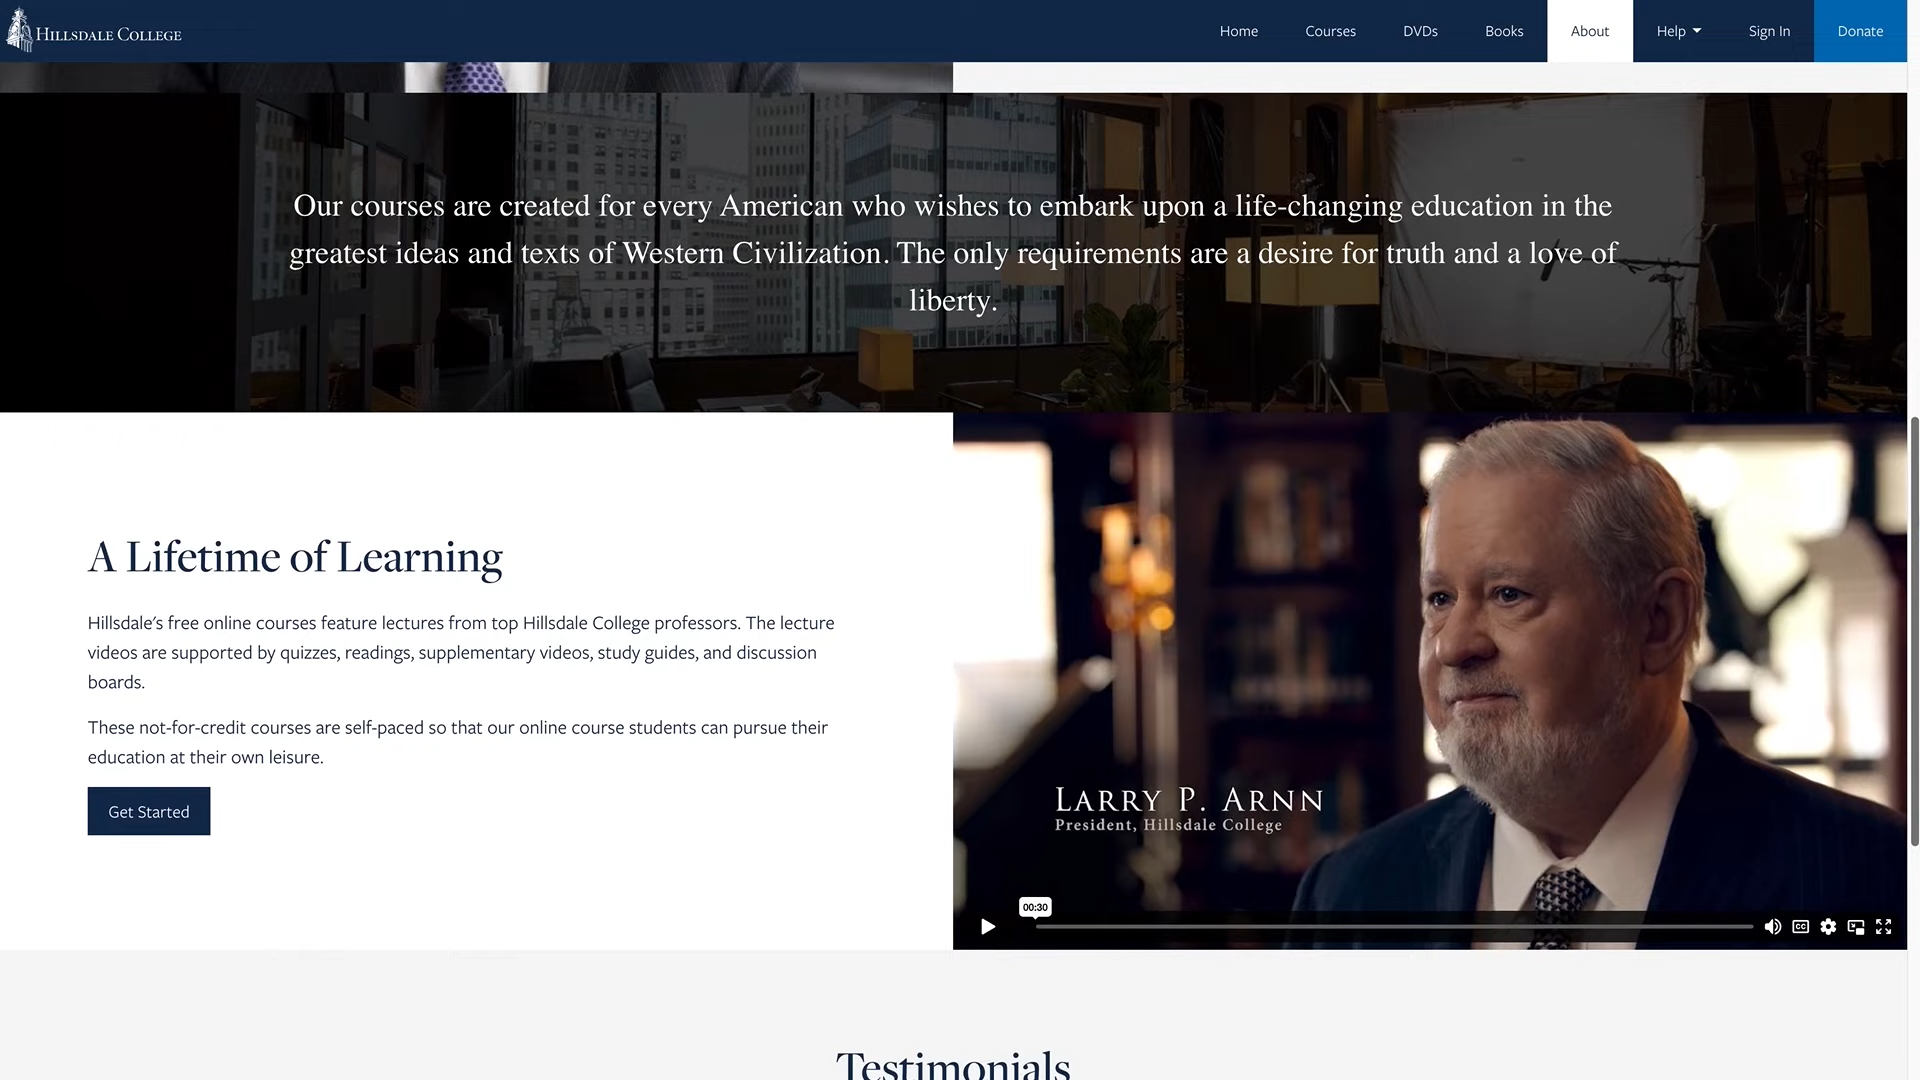 HILLSDALE COLLEGE
Home
Courses
DVDs
Books
About
Help
Sign In
Donate
Our courses are created for every American who wishes to embark upon a life-changing education in the
greatest ideas and texts of Western Civilization. The only requirements are a desire for truth and a love of
liberty.
A Lifetime of Learning
Hillsdale's free online courses feature lectures from top Hillsdale College professors. The lecture
videos are supported by quizzes, readings, supplementary videos, study guides, and discussion
boards.
These not-for-credit courses are self-paced so that our online course students can pursue their
education at their own leisure.
Get Started
LARRY P. ARNN
President, Hillsdale College
00:30
CC
Testimonials